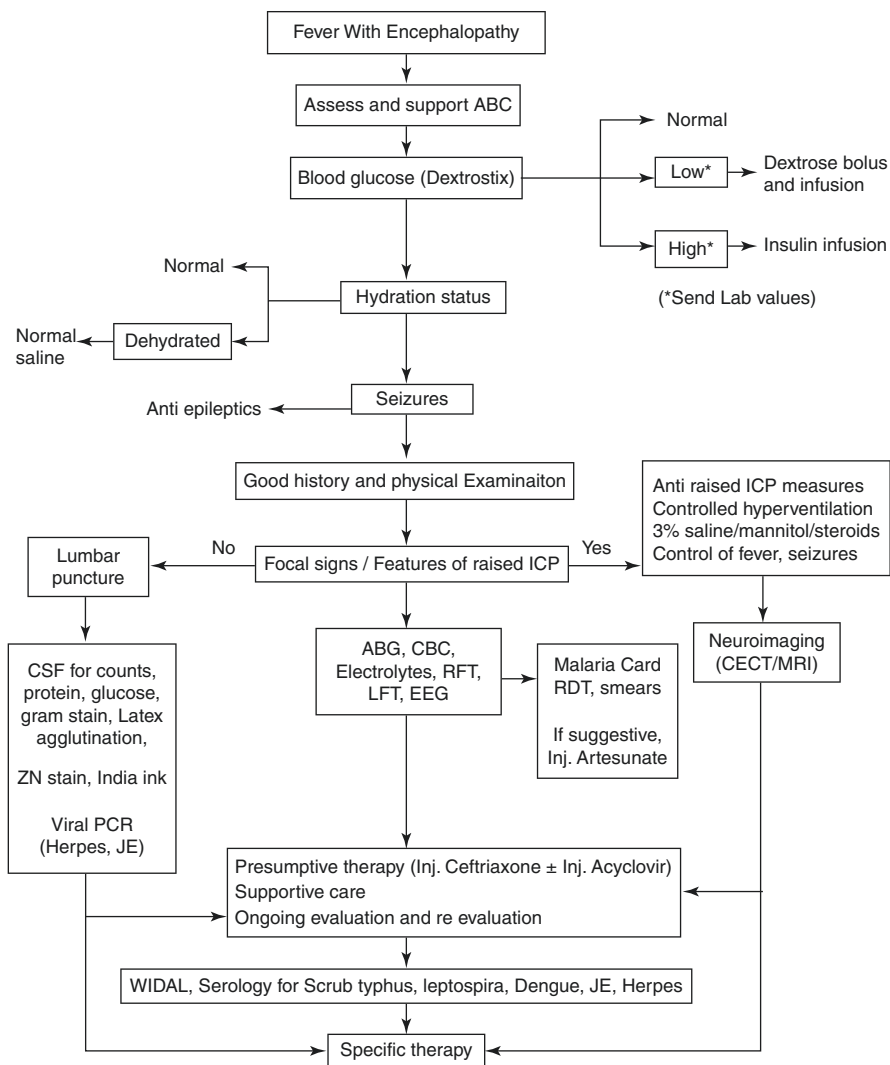 Fever With Encephalopathy
Assess and support ABC
Blood glucose (Dextrostix)
Normal
Low*
Dextrose bolus
and infusion
High*
Insulin infusion
(*Send Lab values)
Normal
Hydration status
Normal
saline
Dehydrated
Seizures
Anti epileptics
Good history and physical Examinaiton
Anti raised ICP measures
Controlled hyperventilation
3% saline/mannitol/steroids
Control of fever, seizures
No
Focal signs / Features of raised ICP
Yes
Lumbar
puncture
CSF for counts,
protein, glucose,
gram stain, Latex
agglutination,
ZN stain, India ink
Viral PCR
(Herpes, JE)
ABG, CBC,
Electrolytes, RFT,
LFT, EEG
Malaria Card
RDT, smears
If suggestive,
Inj. Artesunate
Neuroimaging
(CECT/MRI)
Presumptive therapy (Inj. Ceftriaxone ± Inj. Acyclovir)
Supportive care
Ongoing evaluation and re evaluation
WIDAL, Serology for Scrub typhus, leptospira, Dengue, JE, Herpes
Specific therapy